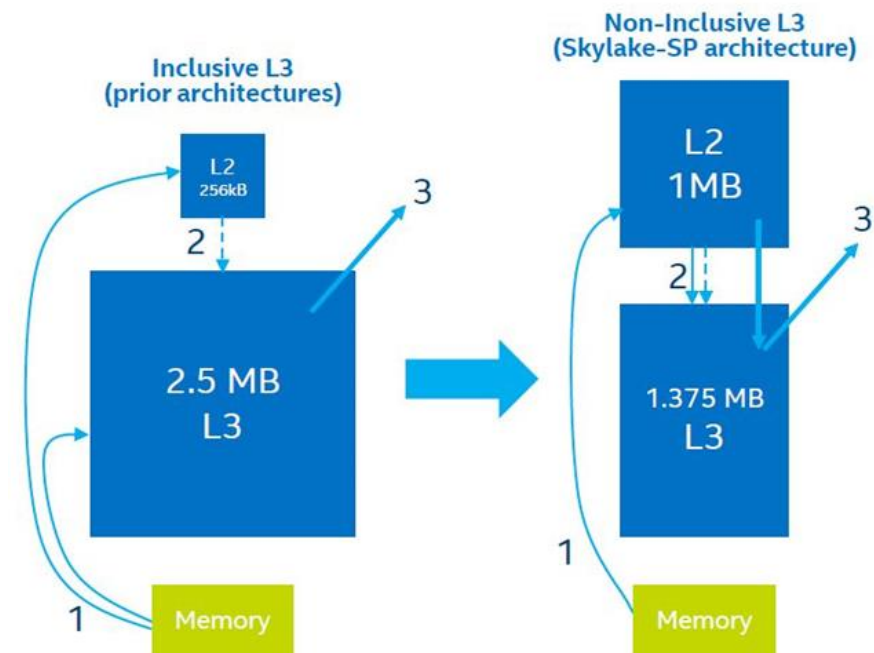 Inclusive L3
(prior architectures)
L2
256kB
2
3
2.5 MB
L3
1
Memory
Non-Inclusive L3
(Skylake-SP architecture)
L2
1MB
3
2
1.375 MB
L3
1
Memory